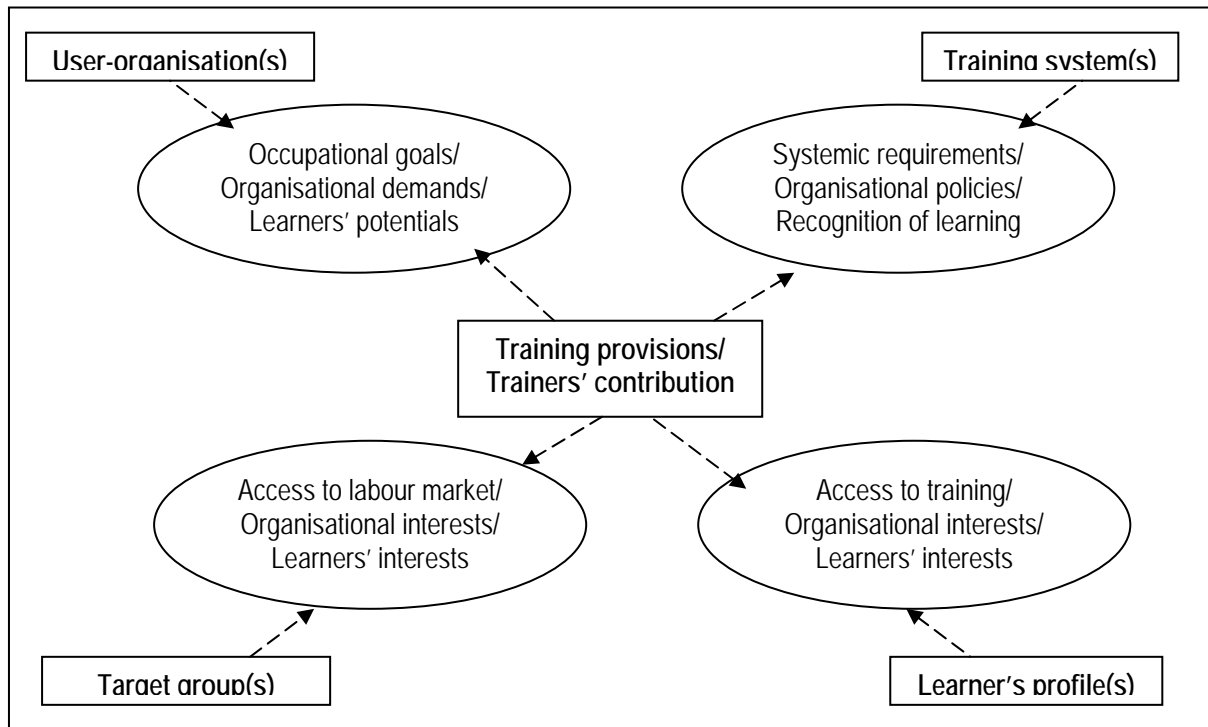 User-organisation(s)
Training system(s)
Occupational goals/
Organisational demands/
Learners' potentials
Systemic requirements/
Organisational policies/
Recognition of learning
Training provisions/
Trainers' contribution
Access to labour market/
Organisational interests/
Learners' interests
Access to training/
Organisational interests/
Learners' interests
Target group(s)
Learner's profile(s)